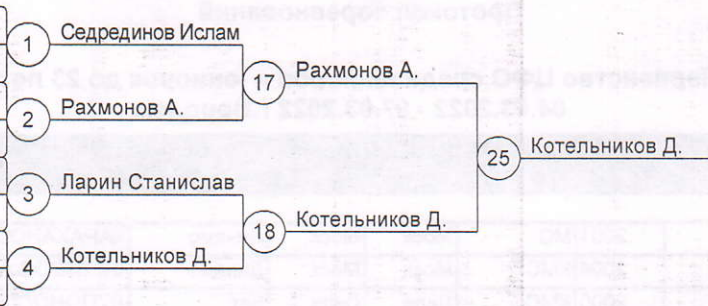 1 Седрединов Ислам
17 Рахмонов А.
2 Рахмонов А.
25 Котельников Д.
3 Ларин Станислав
18 Котельников Д.
4 Котельников Д.